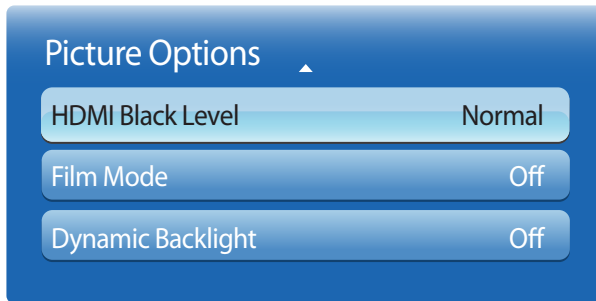 Picture Options
HDMI Black Level Normal
Film Mode Off
Dynamic Backlight Off